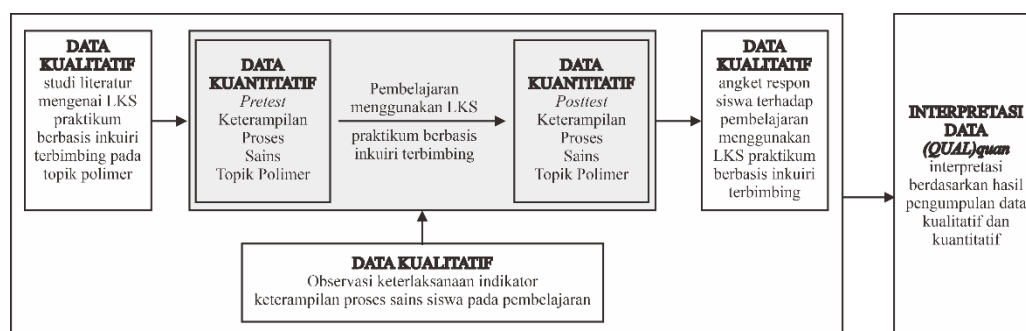 DATA
KUALITATIF
studi literatur
mengenai LKS
praktikum
berbasis inkuiri
terbimbing pada
topik polimer
DATA
KUANTITATIF
Pretest
Keterampilan
Proses
Sains
Topik Polimer
Pembelajaran
menggunakan LKS
praktikum berbasis
inkuiri terbimbing
DATA
KUANTITATIF
Posttest
Keterampilan
Proses
Sains
Topik Polimer
DATA
KUALITATIF
angket respon
siswa terhadap
pembelajaran
menggunakan
LKS praktikum
berbasis inkuiri
terbimbing
DATA KUALITATIF
Observasi keterlaksanaan indikator
keterampilan proses sains siswa pada pembelajaran
INTERPRETASI
DATA
(QUAL)quan
interpretasi
berdasarkan hasil
pengumpulan data
kualitatif dan
kuantitatif